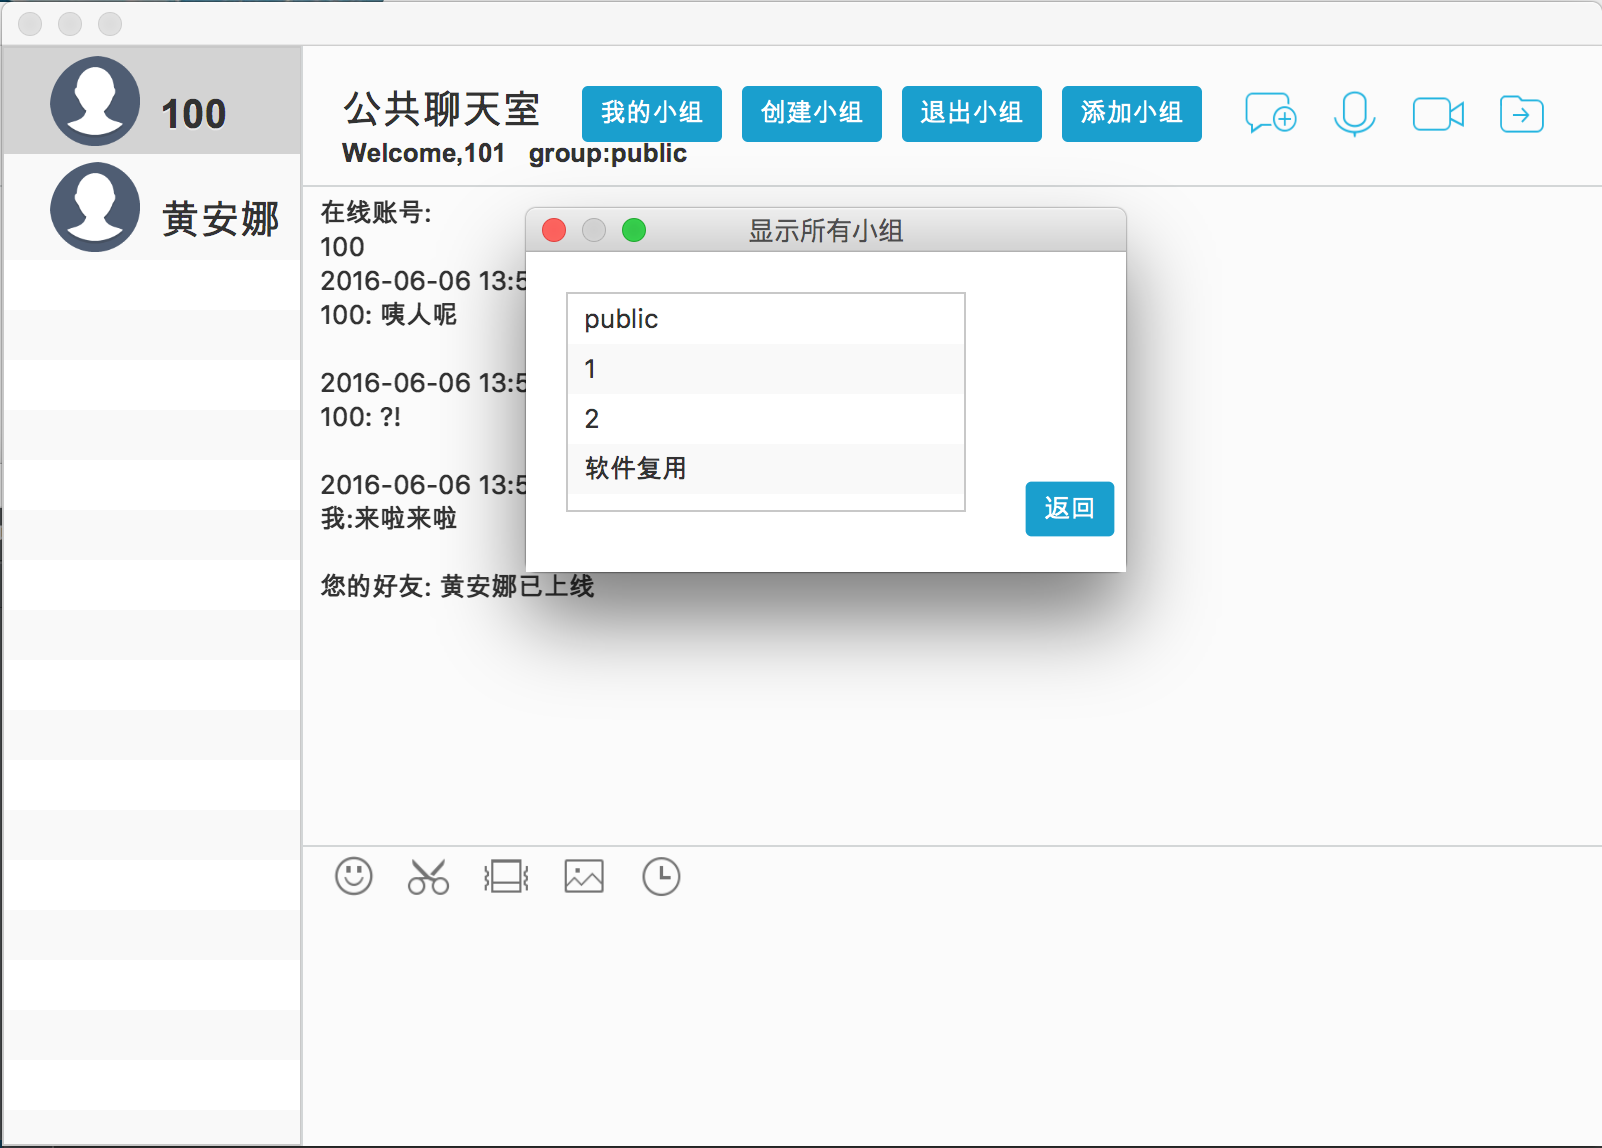 100
黄安娜
公共聊天室
我的小组
创建小组
退出小组
添加小组
Welcome,101 group:public
在线账号:
100
2016-06-06 13:5
100: 咦人呢
2016-06-06 13:5
100: ?!
2016-06-06 13:5
我:来啦来啦
您的好友: 黄安娜已上线
显示所有小组
public
1
2
软件复用
返回